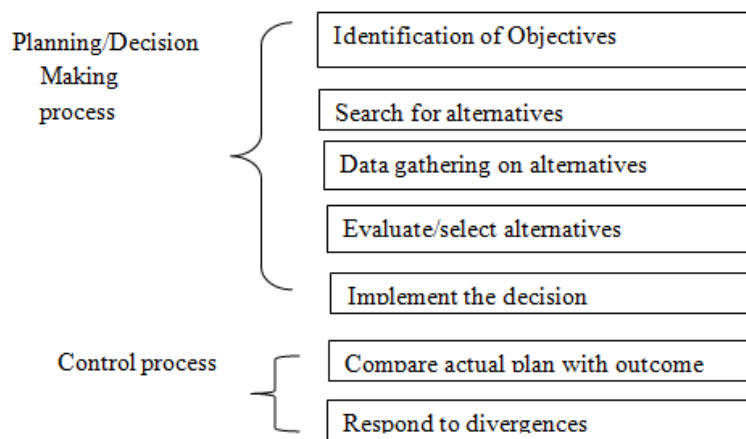 Planning/Decision
Making
process
Identification of Objectives
Search for alternatives
Data gathering on alternatives
Evaluate/select alternatives
Implement the decision
Control process
Compare actual plan with outcome
Respond to divergences